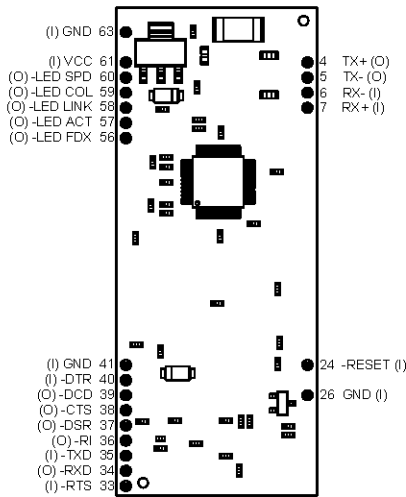 (I) GND 63
(I) VCC 61
(O) -LED SPD 60
(O) -LED COL 59
(O) -LED LINK 58
(O) -LED ACT 57
(O) -LED FDX 56
4 TX+ (O)
5 TX- (O)
6 RX- (I)
7 RX+ (I)
(I) GND 41
(I) -DTR 40
(O) -DCD 39
(O) -CTS 38
(O) -DSR 37
(O) -RI 36
(I) -TXD 35
(O) -RXD 34
(I) -RTS 33
24 -RESET (I)
26 GND (I)